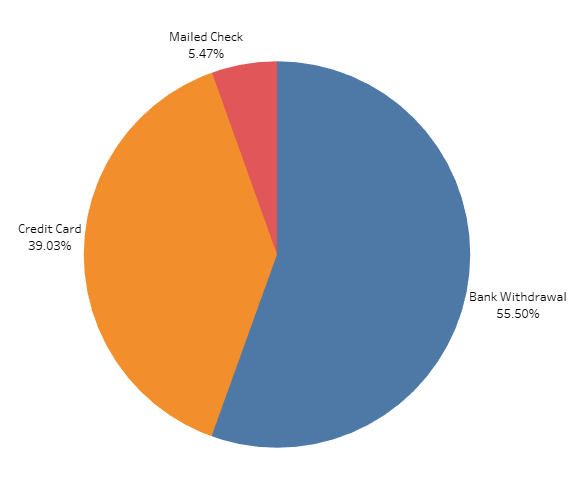 Mailed Check
5.47%
Credit Card
39.03%
Bank Withdrawal
55.50%